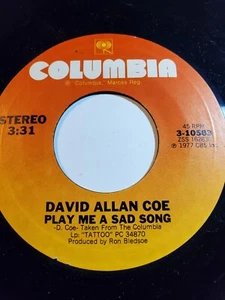 COLUMBIA
® "Columbia", Marcas Reg.
STEREO
3:31
45 RPM
3-10583
℗ 1977 CBS
DAVID ALLAN COE
PLAY ME A SAD SONG
-D. Coe- Taken From The Columbia
Lp: "TATTOO" PC 34870
Produced by Ron Bledsoe